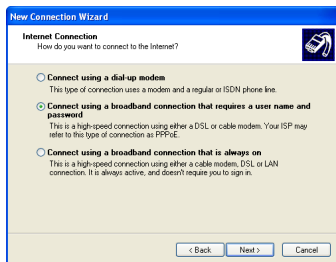 New Connection Wizard
Internet Connection
How do you want to connect to the Internet?
Connect using a dial-up modem
This type of connection uses a modem and a regular or ISDN phone line.
Connect using a broadband connection that requires a user name and
password
This is a high-speed connection using either a DSL or cable modem. Your ISP may
refer to this type of connection as PPPoE.
Connect using a broadband connection that is always on
This is a high-speed connection using either a cable modem, DSL or LAN
connection. It is always active, and doesn't require you to sign in.
< Back
Next >
Cancel